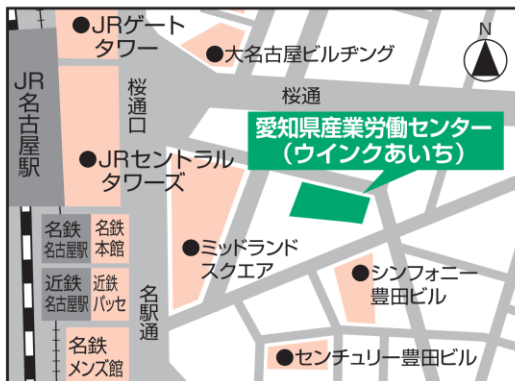 ●JRゲート
タワー
N
●大名古屋ビルヂング
JR名古屋駅
桜通口
桜通
愛知県産業労働センター
(ウインクあいち)
●JRセントラル
タワーズ
名鉄
名古屋駅
名鉄
本館
●ミッドランド
スクエア
●シンフォニー
豊田ビル
近鉄
名古屋駅
近鉄
パッセ
名駅通
名鉄
メンズ館
●センチュリー豊田ビル